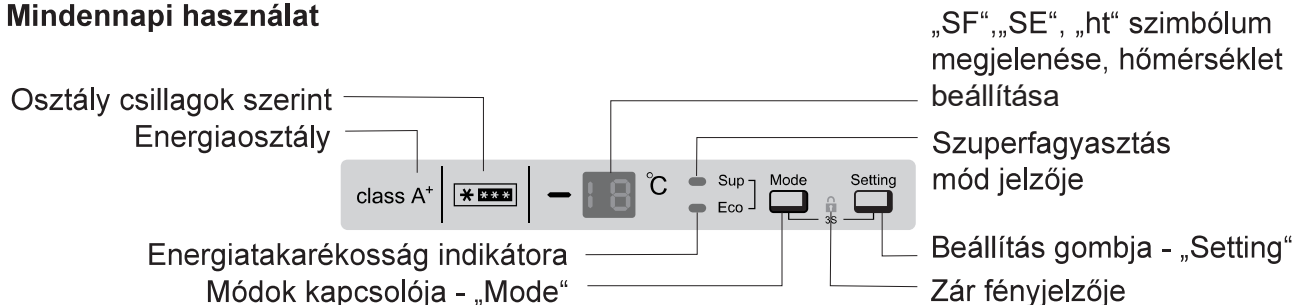 Mindennapi használat
„SF“,„SE“, „ht“ szimbólum
megjelenése, hőmérséklet
beállítása
Osztály csillagok szerint
Energiaosztály
Szuperfagyasztás
mód jelzője
class A+
****
-18 °C
Sup
Eco
Mode
Setting
3S
Energiatakarékosság indikátora
Módok kapcsolója - „Mode“
Beállítás gombja - „Setting“
Zár fényjelzője